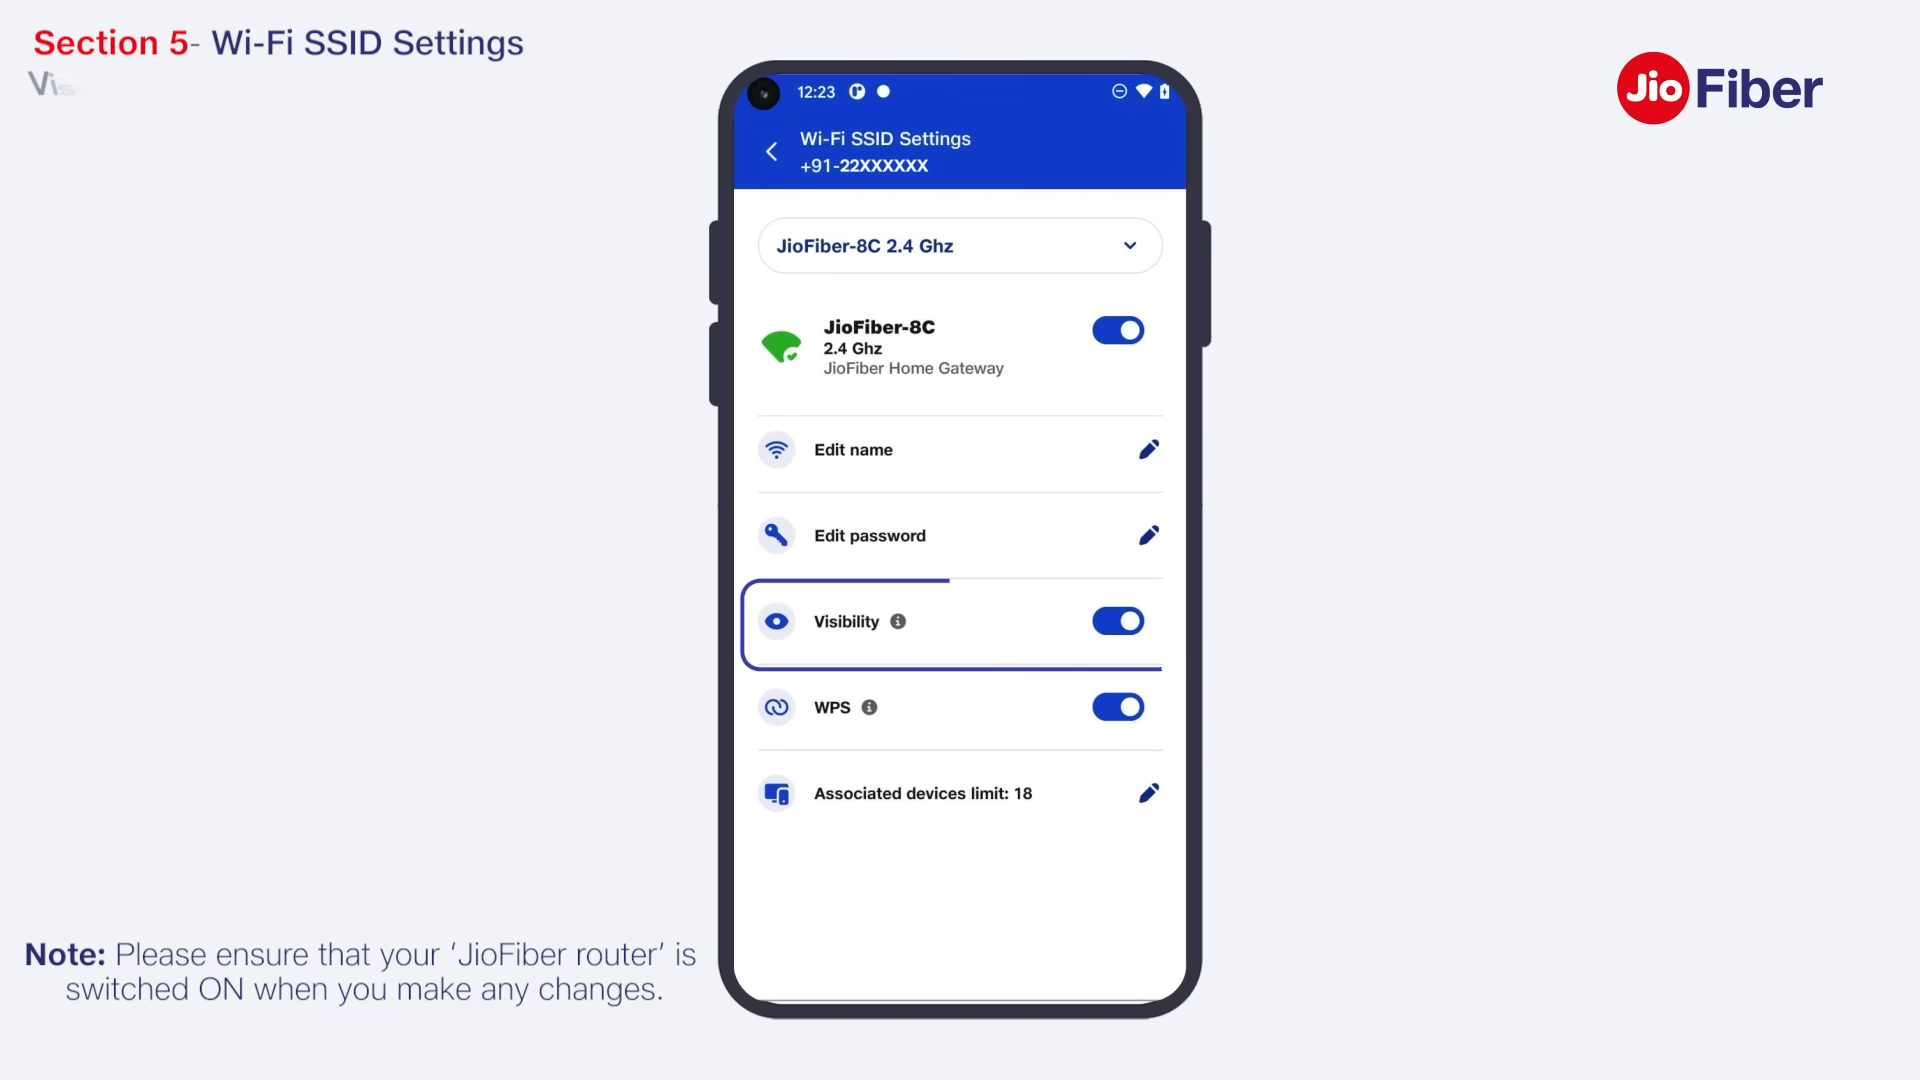 Section 5- Wi-Fi SSID Settings
Jio Fiber
12:23
Wi-Fi SSID Settings
+91-22XXXXXX
JioFiber-8C 2.4 Ghz
JioFiber-8C
2.4 Ghz
JioFiber Home Gateway
Edit name
Edit password
Visibility
WPS
Associated devices limit: 18
Note: Please ensure that your ‘JioFiber router’ is
switched ON when you make any changes.